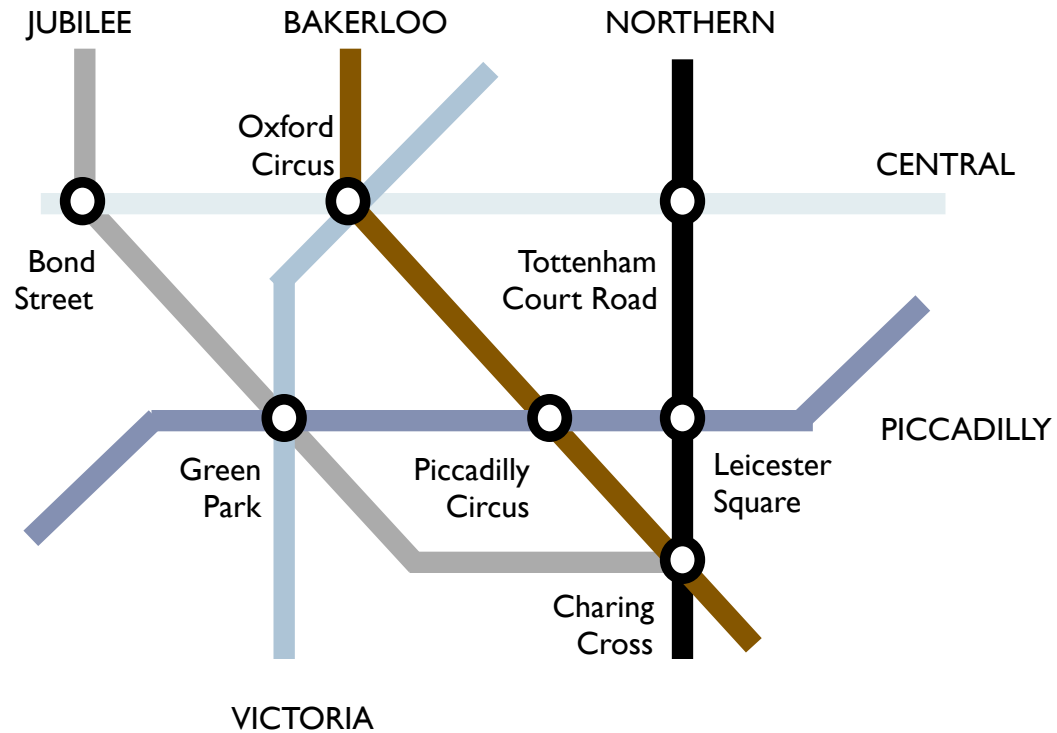 JUBILEE
BAKERLOO
NORTHERN
Oxford
Circus
CENTRAL
Bond
Street
Tottenham
Court Road
PICCADILLY
Green
Park
Piccadilly
Circus
Leicester
Square
Charing
Cross
VICTORIA